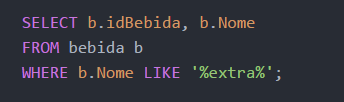 SELECT b.idBebida, b.Nome
FROM bebida b
WHERE b.Nome LIKE '%extra%';